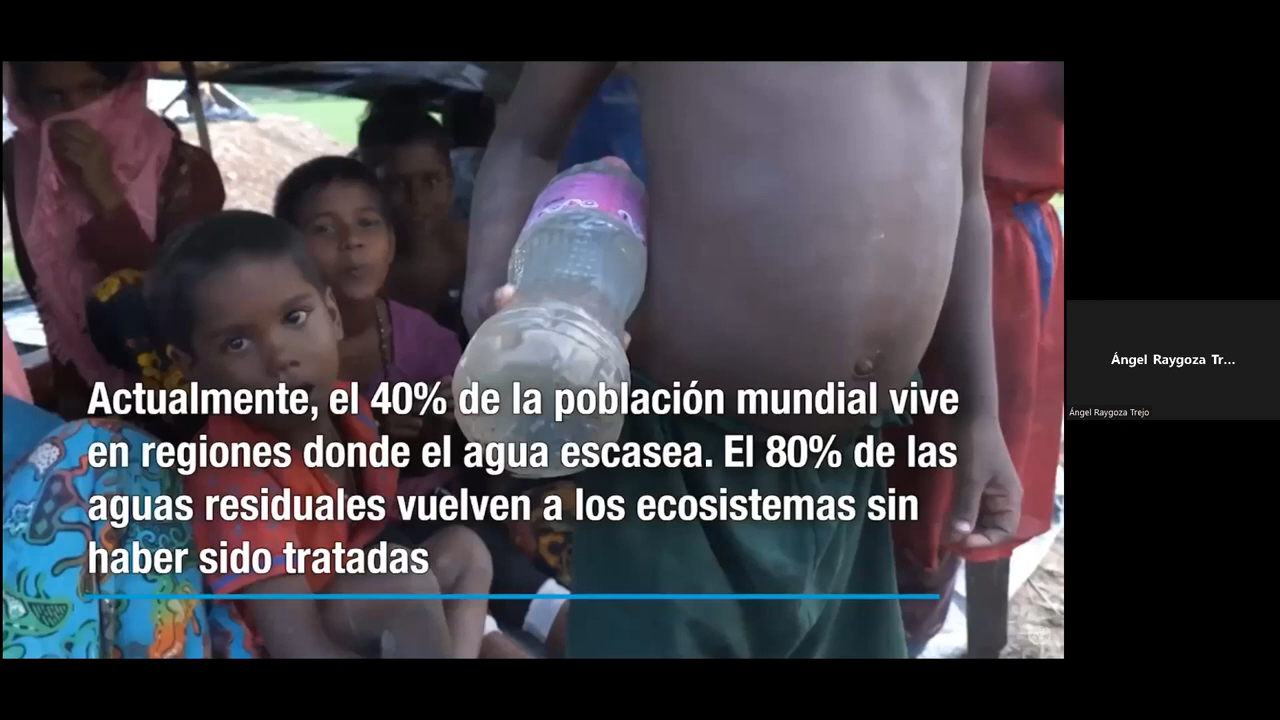 Actualmente, el 40% de la población mundial vive
en regiones donde el agua escasea. El 80% de las
aguas residuales vuelven a los ecosistemas sin
haber sido tratadas
Ángel Raygoza Tr...
Ángel Raygoza Trejo